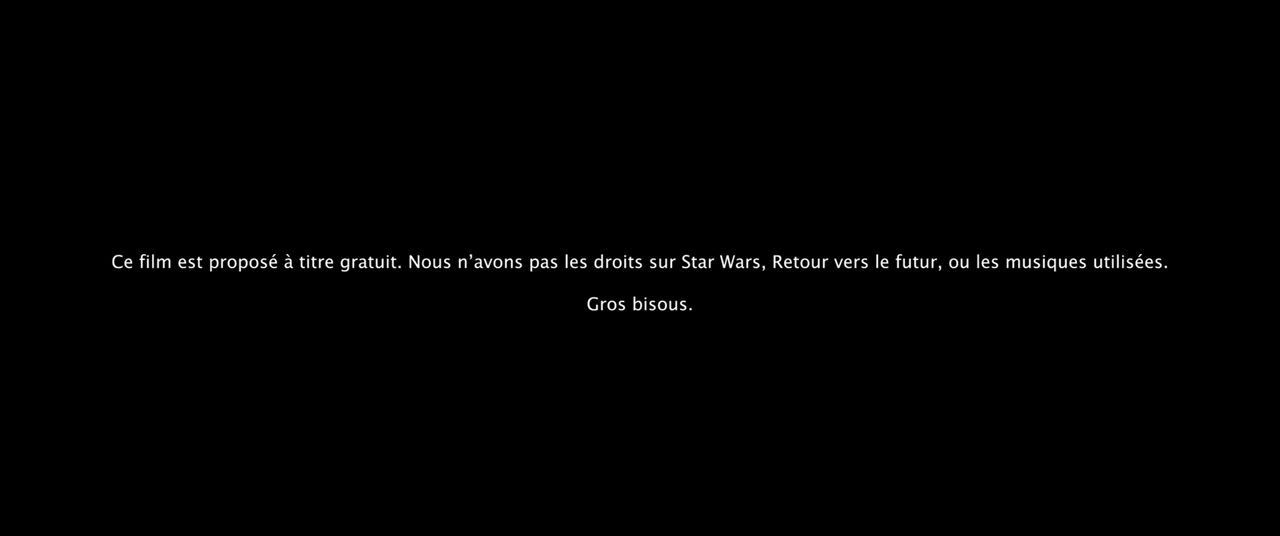 Ce film est proposé à titre gratuit. Nous n’avons pas les droits sur Star Wars, Retour vers le futur, ou les musiques utilisées.
Gros bisous.